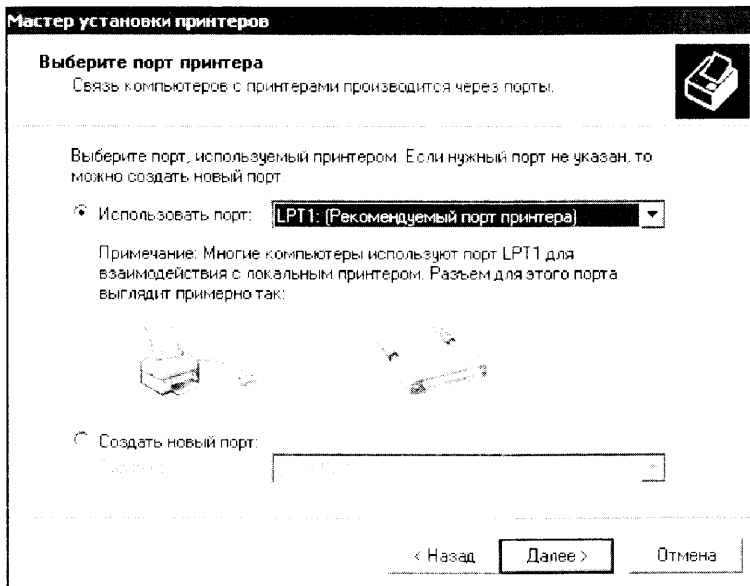 Мастер установки принтеров
Выберите порт принтера
Связь компьютеров с принтерами производится через порты.
Выберите порт, используемый принтером. Если нужный порт не указан, то
можно создать новый порт.
Использовать порт: LPT1: (Рекомендуемый порт принтера)
Примечание: Многие компьютеры используют порт LPT1 для
взаимодействия с локальным принтером. Разъем для этого порта
выглядит примерно так:
Создать новый порт:
< Назад Далее > Отмена